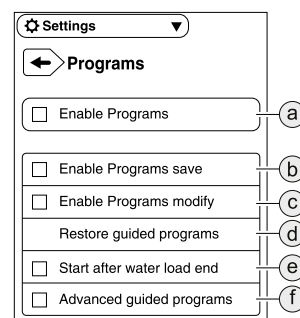 Settings
Programs
Enable Programs
a
Enable Programs save
b
Enable Programs modify
c
Restore guided programs
d
Start after water load end
e
Advanced guided programs
f